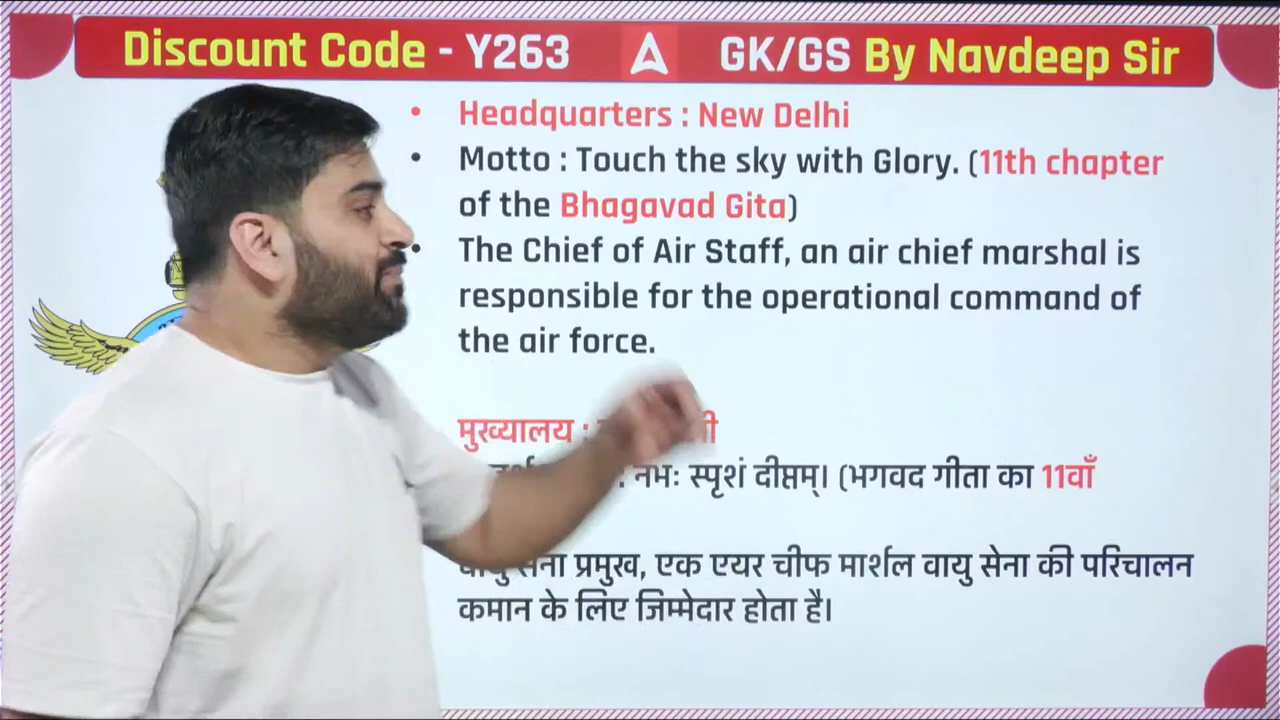 Discount Code - Y263
GK/GS By Navdeep Sir
• Headquarters : New Delhi
• Motto : Touch the sky with Glory. (11th chapter
of the Bhagavad Gita)
• The Chief of Air Staff, an air chief marshal is
responsible for the operational command of
the air force.
मुख्यालय :
नभः स्पृशं दीप्तम्। (भगवद गीता का 11वाँ
वायु सेना प्रमुख, एक एयर चीफ मार्शल वायु सेना की परिचालन
कमान के लिए जिम्मेदार होता है।